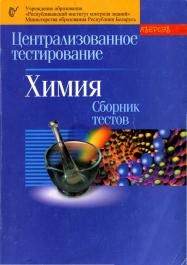 Учреждение образования
«Республиканский институт контроля знаний»
Министерства образования Республики Беларусь
Централизованное
тестирование
Химия
Сборник
тестов